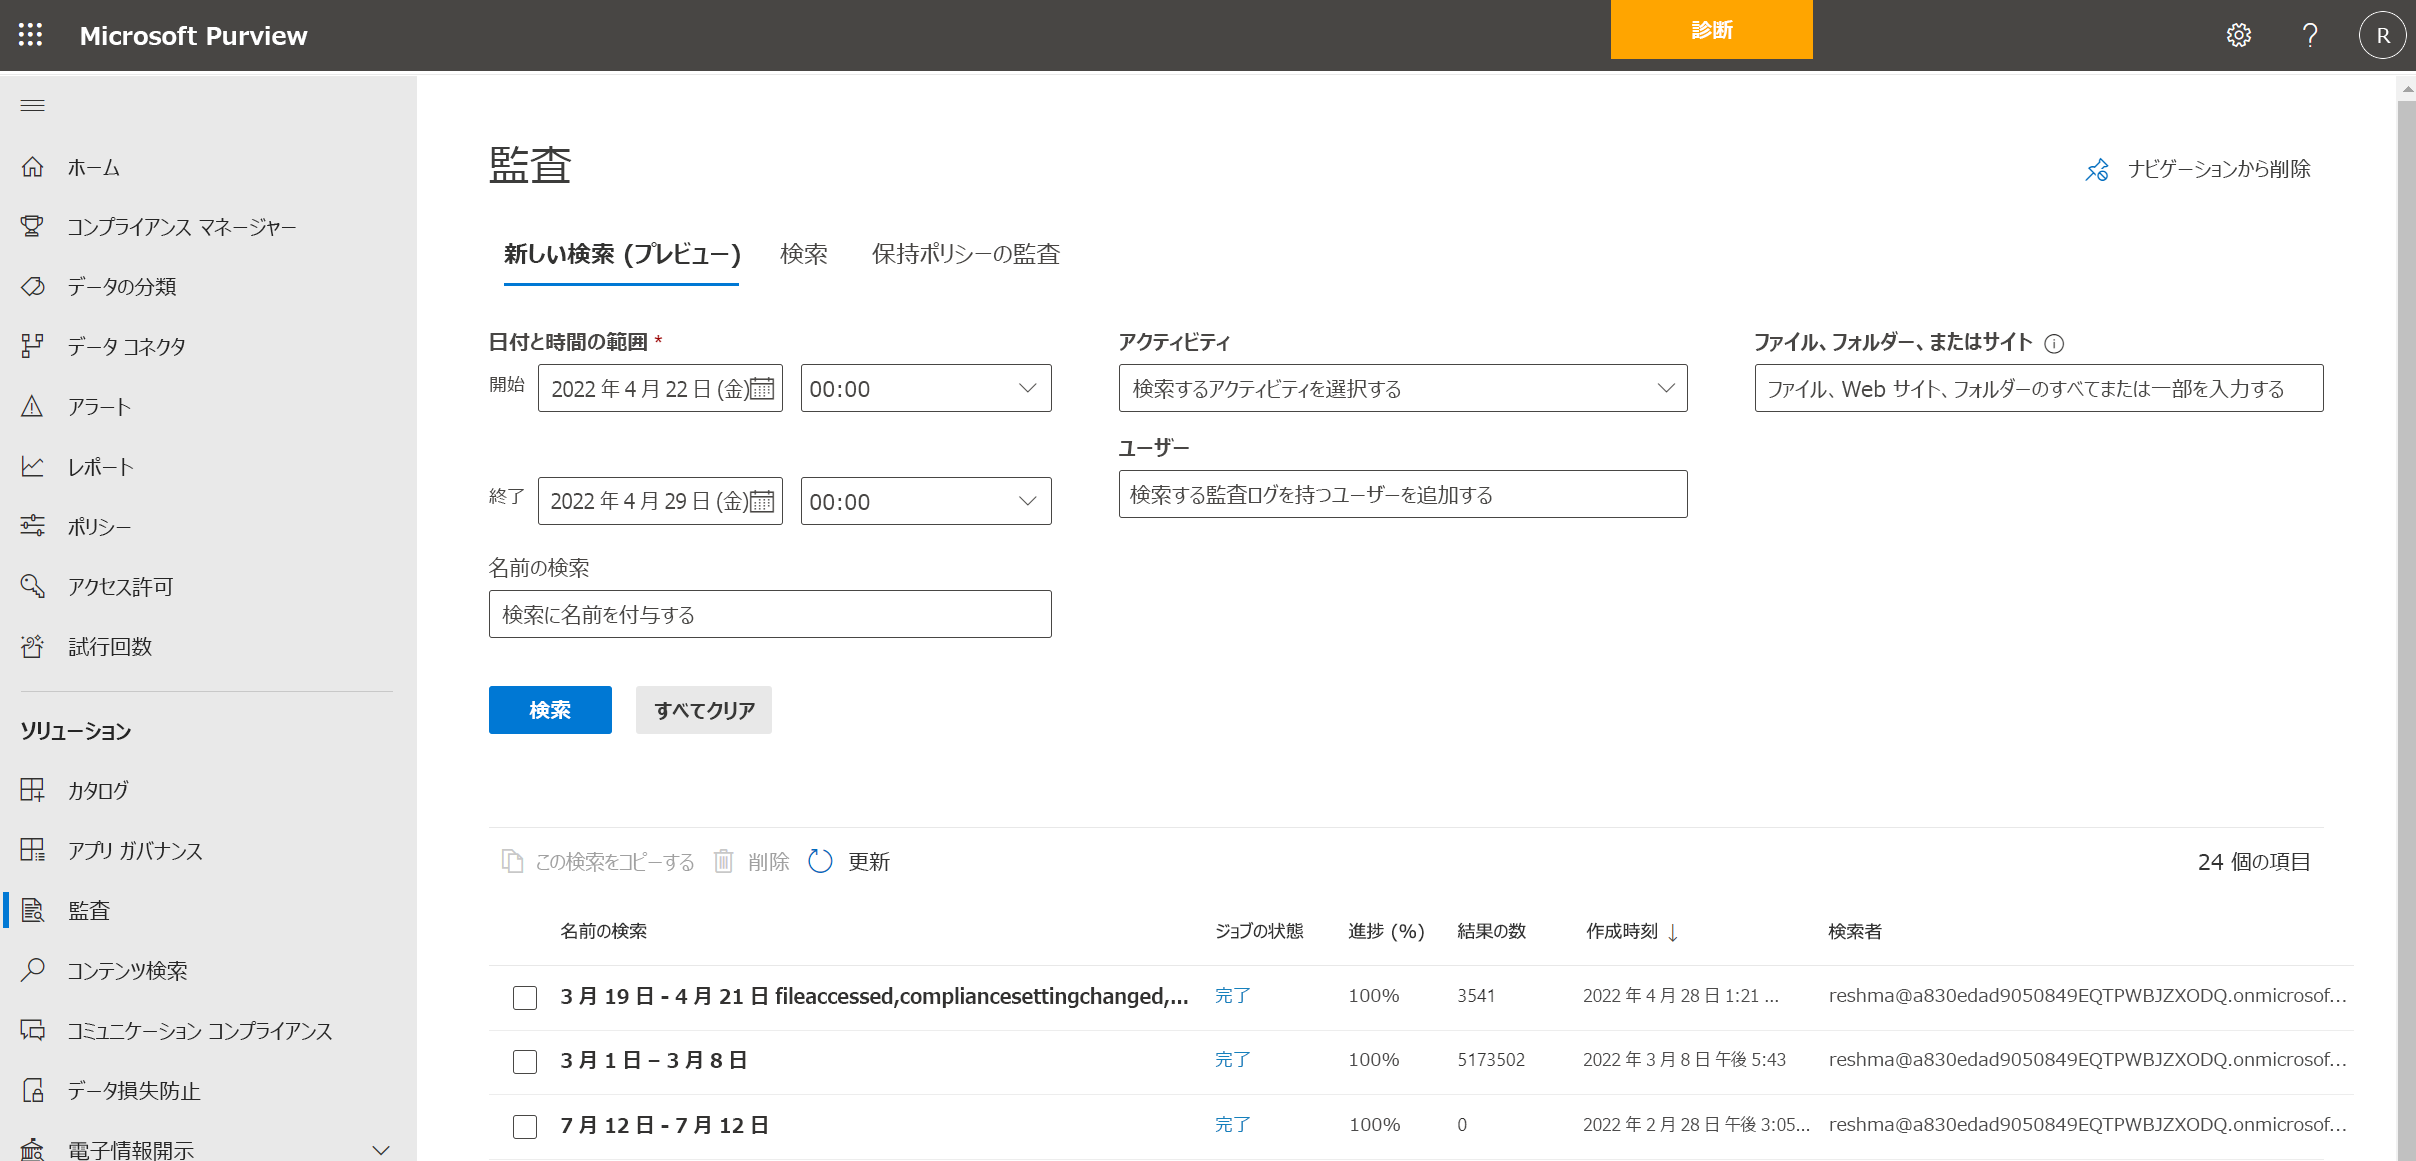 Microsoft Purview
診断
?
R
ホーム
コンプライアンス マネージャー
データの分類
データ コネクタ
アラート
レポート
ポリシー
アクセス許可
試行回数
ソリューション
カタログ
アプリ ガバナンス
監査
コンテンツ検索
コミュニケーション コンプライアンス
データ損失防止
電子情報開示
監査
ナビゲーションから削除
新しい検索 (プレビュー) 検索 保持ポリシーの監査
日付と時間の範囲 *
開始 2022 年 4 月 22 日 (金) 00:00
終了 2022 年 4 月 29 日 (金) 00:00
名前の検索
検索に名前を付与する
アクティビティ
検索するアクティビティを選択する
ユーザー
検索する監査ログを持つユーザーを追加する
ファイル、フォルダー、またはサイト
ファイル、Web サイト、フォルダーのすべてまたは一部を入力する
検索 すべてクリア
この検索をコピーする 削除 更新 24 個の項目
名前の検索 ジョブの状態 進捗 (%) 結果の数 作成時刻 ↓ 検索者
3 月 19 日 - 4 月 21 日 fileaccessed,compliancesettingchanged,... 完了 100% 3541 2022 年 4 月 28 日 1:21 ... reshma@a830edad9050849EQTPWBJZXODQ.onmicrosof...
3 月 1 日 – 3 月 8 日 完了 100% 5173502 2022 年 3 月 8 日 午後 5:43 reshma@a830edad9050849EQTPWBJZXODQ.onmicrosof...
7 月 12 日 - 7 月 12 日 完了 100% 0 2022 年 2 月 28 日 午後 3:05... reshma@a830edad9050849EQTPWBJZXODQ.onmicrosof...